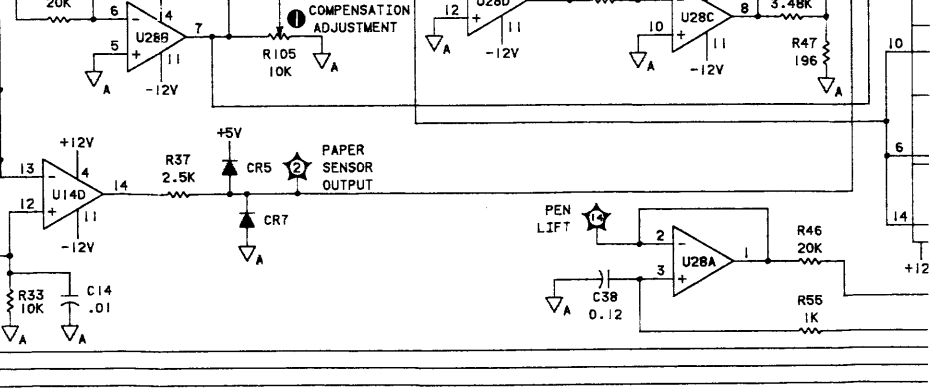 20K
6
14
U28B
7
5
+
11
-12V
A
1 COMPENSATION
ADJUSTMENT
R105
10K
A
12
+
U28D
11
-12V
A
10
+
U28C
8
11
-12V
A
3.48K
R47
196
A
10
6
14
+12
+12V
13
-
4
U14D
14
12
+
11
-12V
R37
2.5K
+5V
CR5
2
PAPER
SENSOR
OUTPUT
CR7
A
R33
10K
A
C14
.01
A
PEN
LIFT
14
2
-
U28A
1
3
+
A
C38
0.12
R46
20K
R55
1K